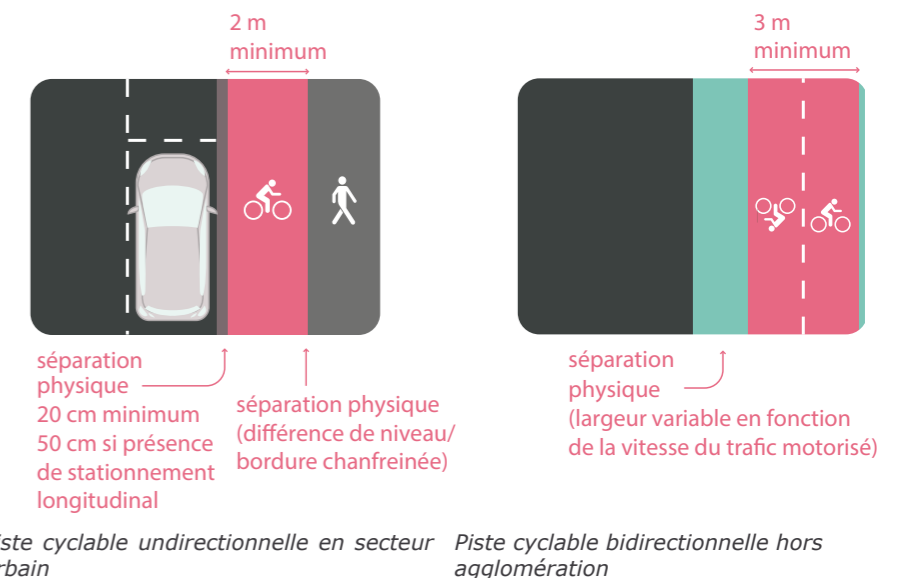 2 m
minimum
séparation
physique
20 cm minimum
50 cm si présence
de stationnement
longitudinal
séparation physique
(différence de niveau/
bordure chanfreinée)
iste cyclable undirectionnelle en secteur
rbain
3 m
minimum
séparation
physique
(largeur variable en fonction
de la vitesse du trafic motorisé)
Piste cyclable bidirectionnelle hors
agglomération